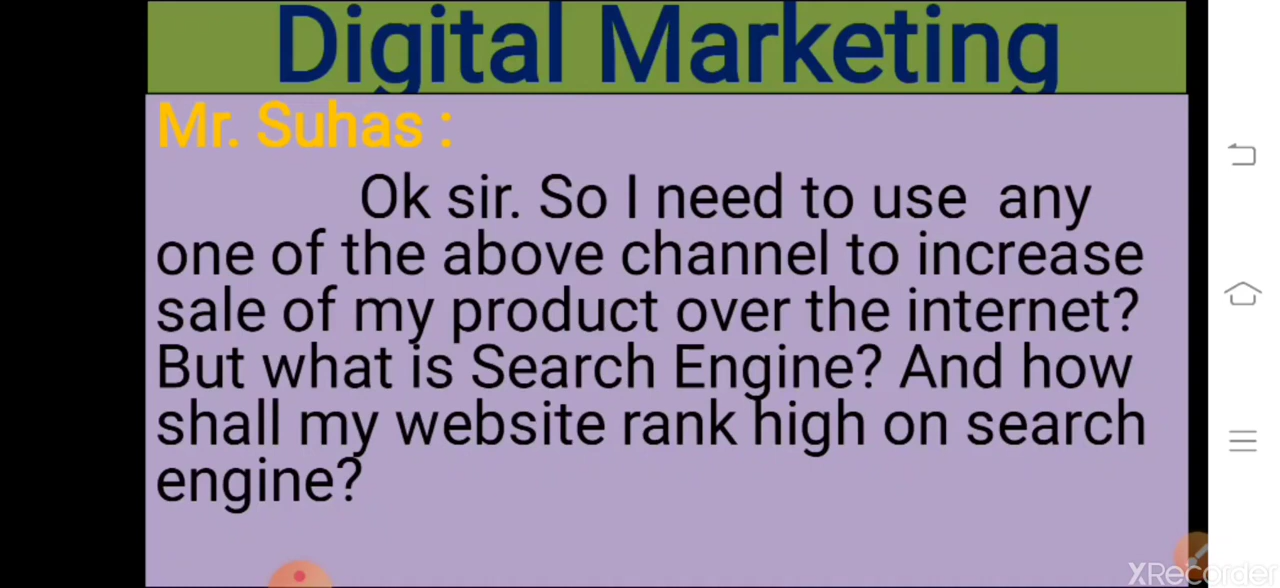 Digital Marketing
Mr. Suhas :
Ok sir. So I need to use any
one of the above channel to increase
sale of my product over the internet?
But what is Search Engine? And how
shall my website rank high on search
engine?
XRecorder